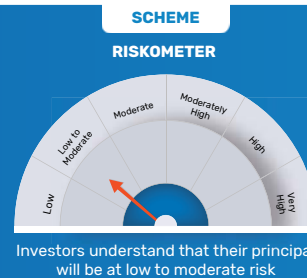 SCHEME
RISKOMETER
Low
Low to
Moderate
Moderate
Moderately
High
High
Very
High
Investors understand that their principa
will be at low to moderate risk